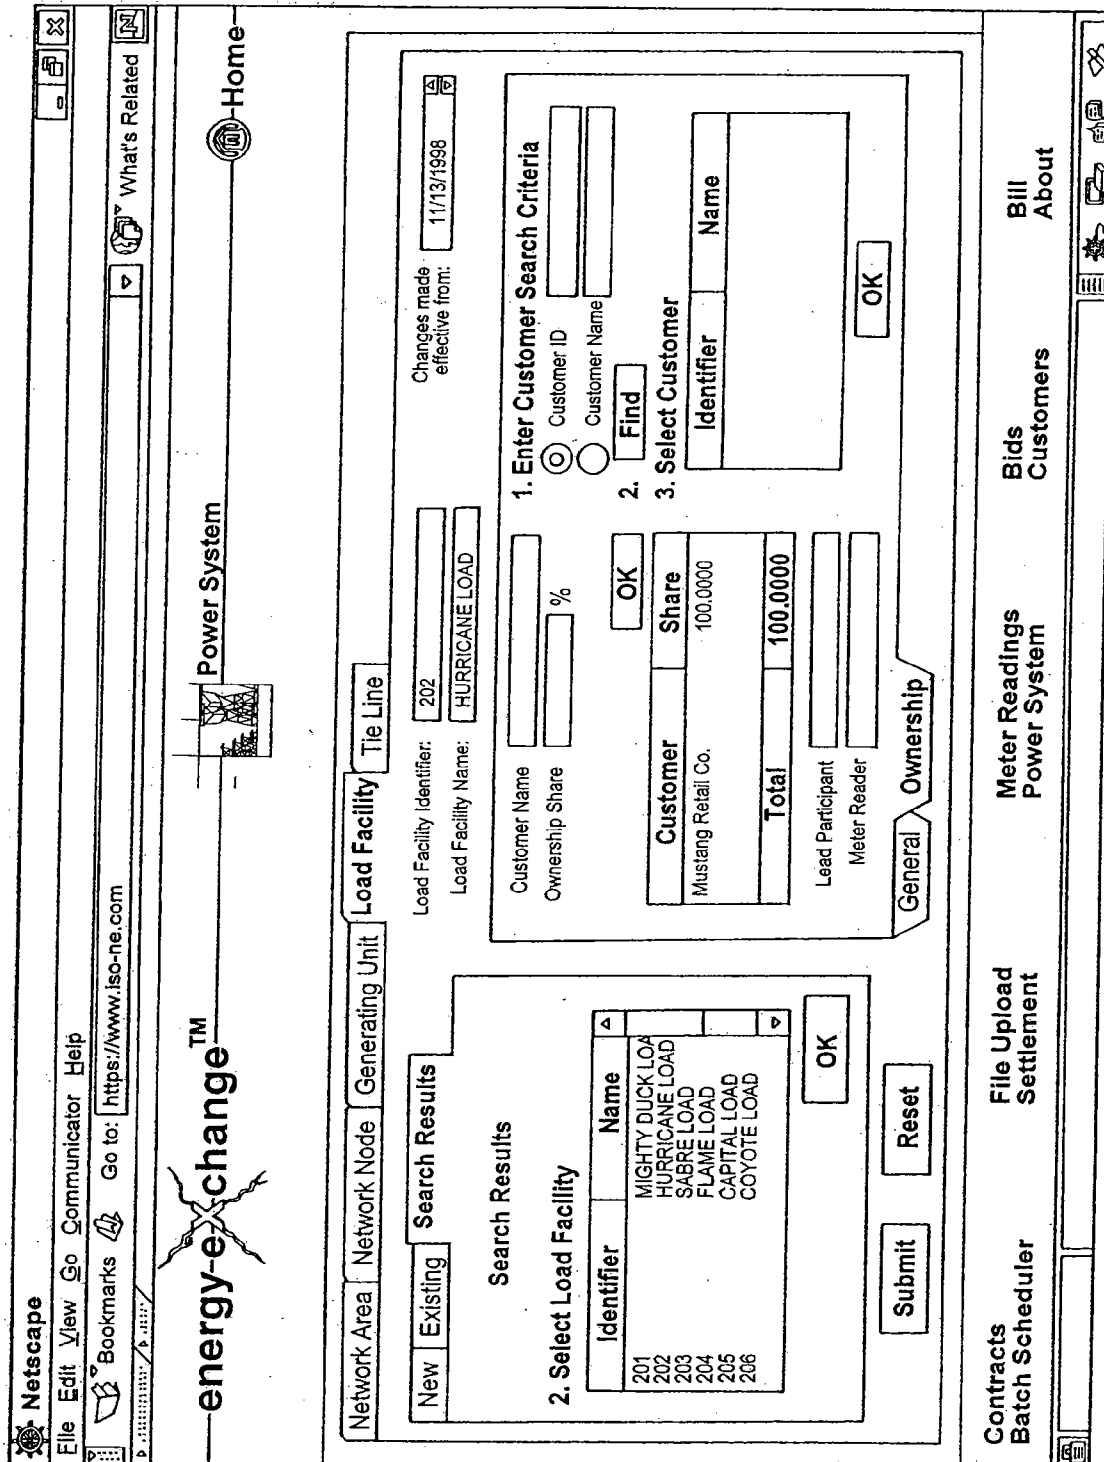 Netscape
File Edit View Go Communicator Help
Bookmarks Go to: https://www.iso-ne.com What's Related N
energy-e-x-change™ Power System Home
Network Area Network Node Generating Unit Load Facility Tie Line
New Existing Search Results
Search Results
2. Select Load Facility
Identifier Name
201 MIGHTY DUCK LOA
202 HURRICANE LOAD
203 SABRE LOAD
204 FLAME LOAD
205 CAPITAL LOAD
206 COYOTE LOAD
OK
Submit Reset
Load Facility Identifier: 202
Load Facility Name: HURRICANE LOAD
Changes made
effective from: 11/13/1998
Customer Name
Ownership Share %
OK
Customer Share
Mustang Retail Co. 100.0000
Total 100.0000
Lead Participant
Meter Reader
1. Enter Customer Search Criteria
Customer ID
Customer Name
2. Find
3. Select Customer
Identifier Name
OK
General Ownership
Contracts File Upload Meter Readings Bids Bill
Batch Scheduler Settlement Power System Customers About